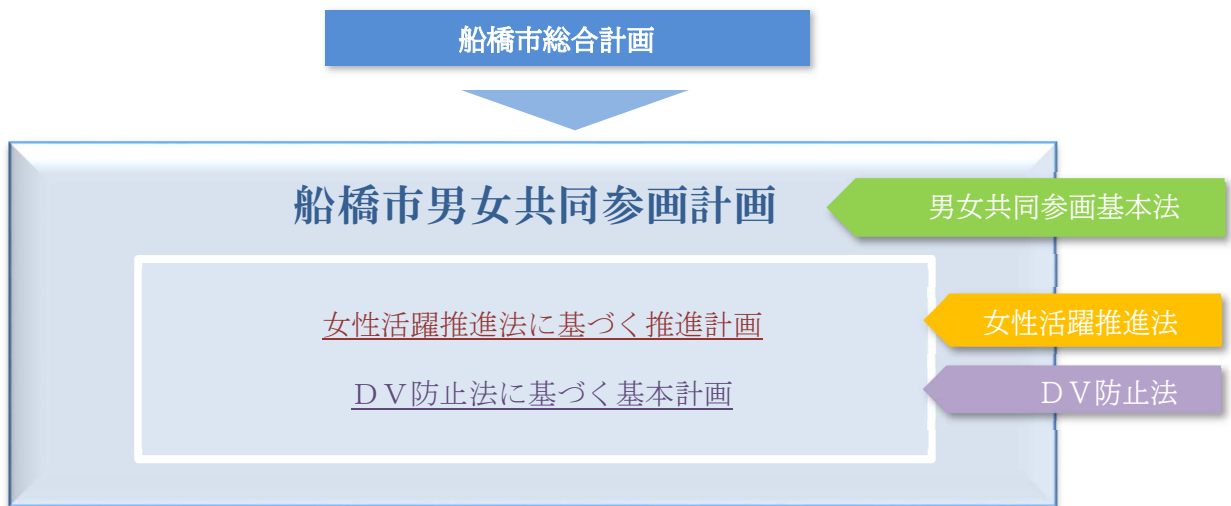 船橋市総合計画
船橋市男女共同参画計画
男女共同参画基本法
女性活躍推進法に基づく推進計画
女性活躍推進法
ＤＶ防止法に基づく基本計画
ＤＶ防止法